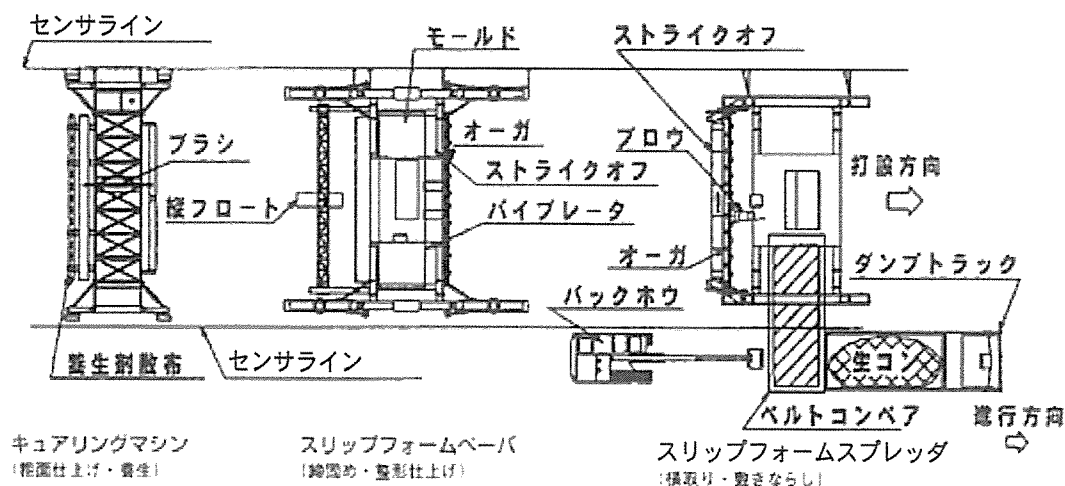 センサライン
モールド
ストライクオフ
オーガ
ブラシ
ブロウ
打設方向
ストライクオフ
縦フロート
バイブレータ
オーガ
ダンプトラック
バックホウ
養生剤散布
センサライン
生コン
ベルトコンベア
進行方向
キュアリングマシン
(粗面仕上げ・養生)
スリップフォームペーバ
(締固め・整形仕上げ)
スリップフォームスプレッダ
(横取り・敷きならし)